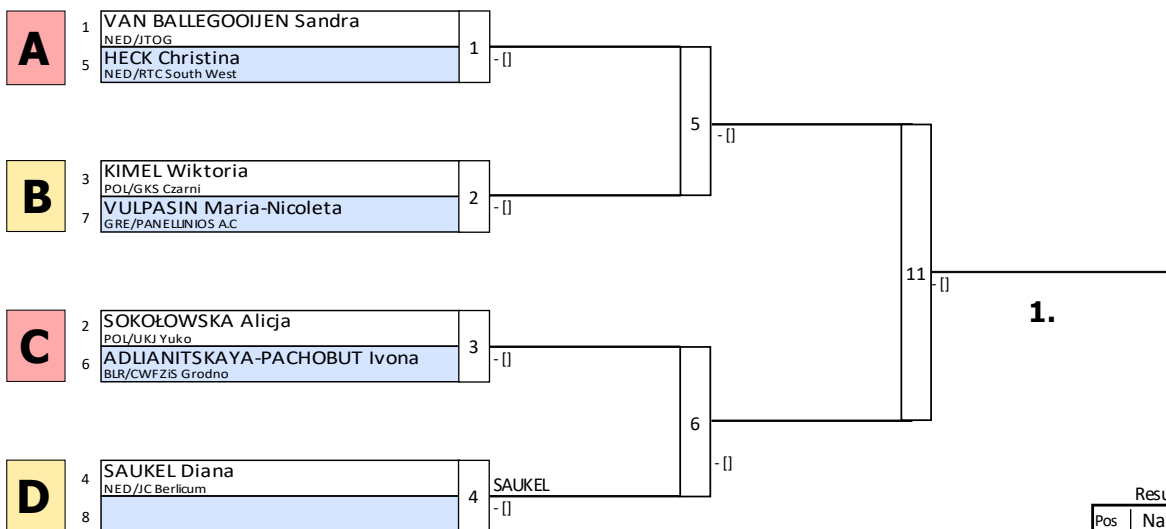 A
1
VAN BALLEGOOIJEN Sandra
NED/JTOG
5
HECK Christina
NED/RTC South West
1
- []
5
- []
B
3
KIMEL Wiktoria
POL/GKS Czarni
7
VULPASIN Maria-Nicoleta
GRE/PANELLINIOS A.C
2
- []
11
- []
1.
C
2
SOKOŁOWSKA Alicja
POL/UKJ Yuko
6
ADLIANITSKAYA-PACHOBUT Ivona
BLR/CWFZiS Grodno
3
- []
6
- []
D
4
SAUKEL Diana
NED/JC Berlicum
8
4
SAUKEL
- []
Resu
Pos
Na